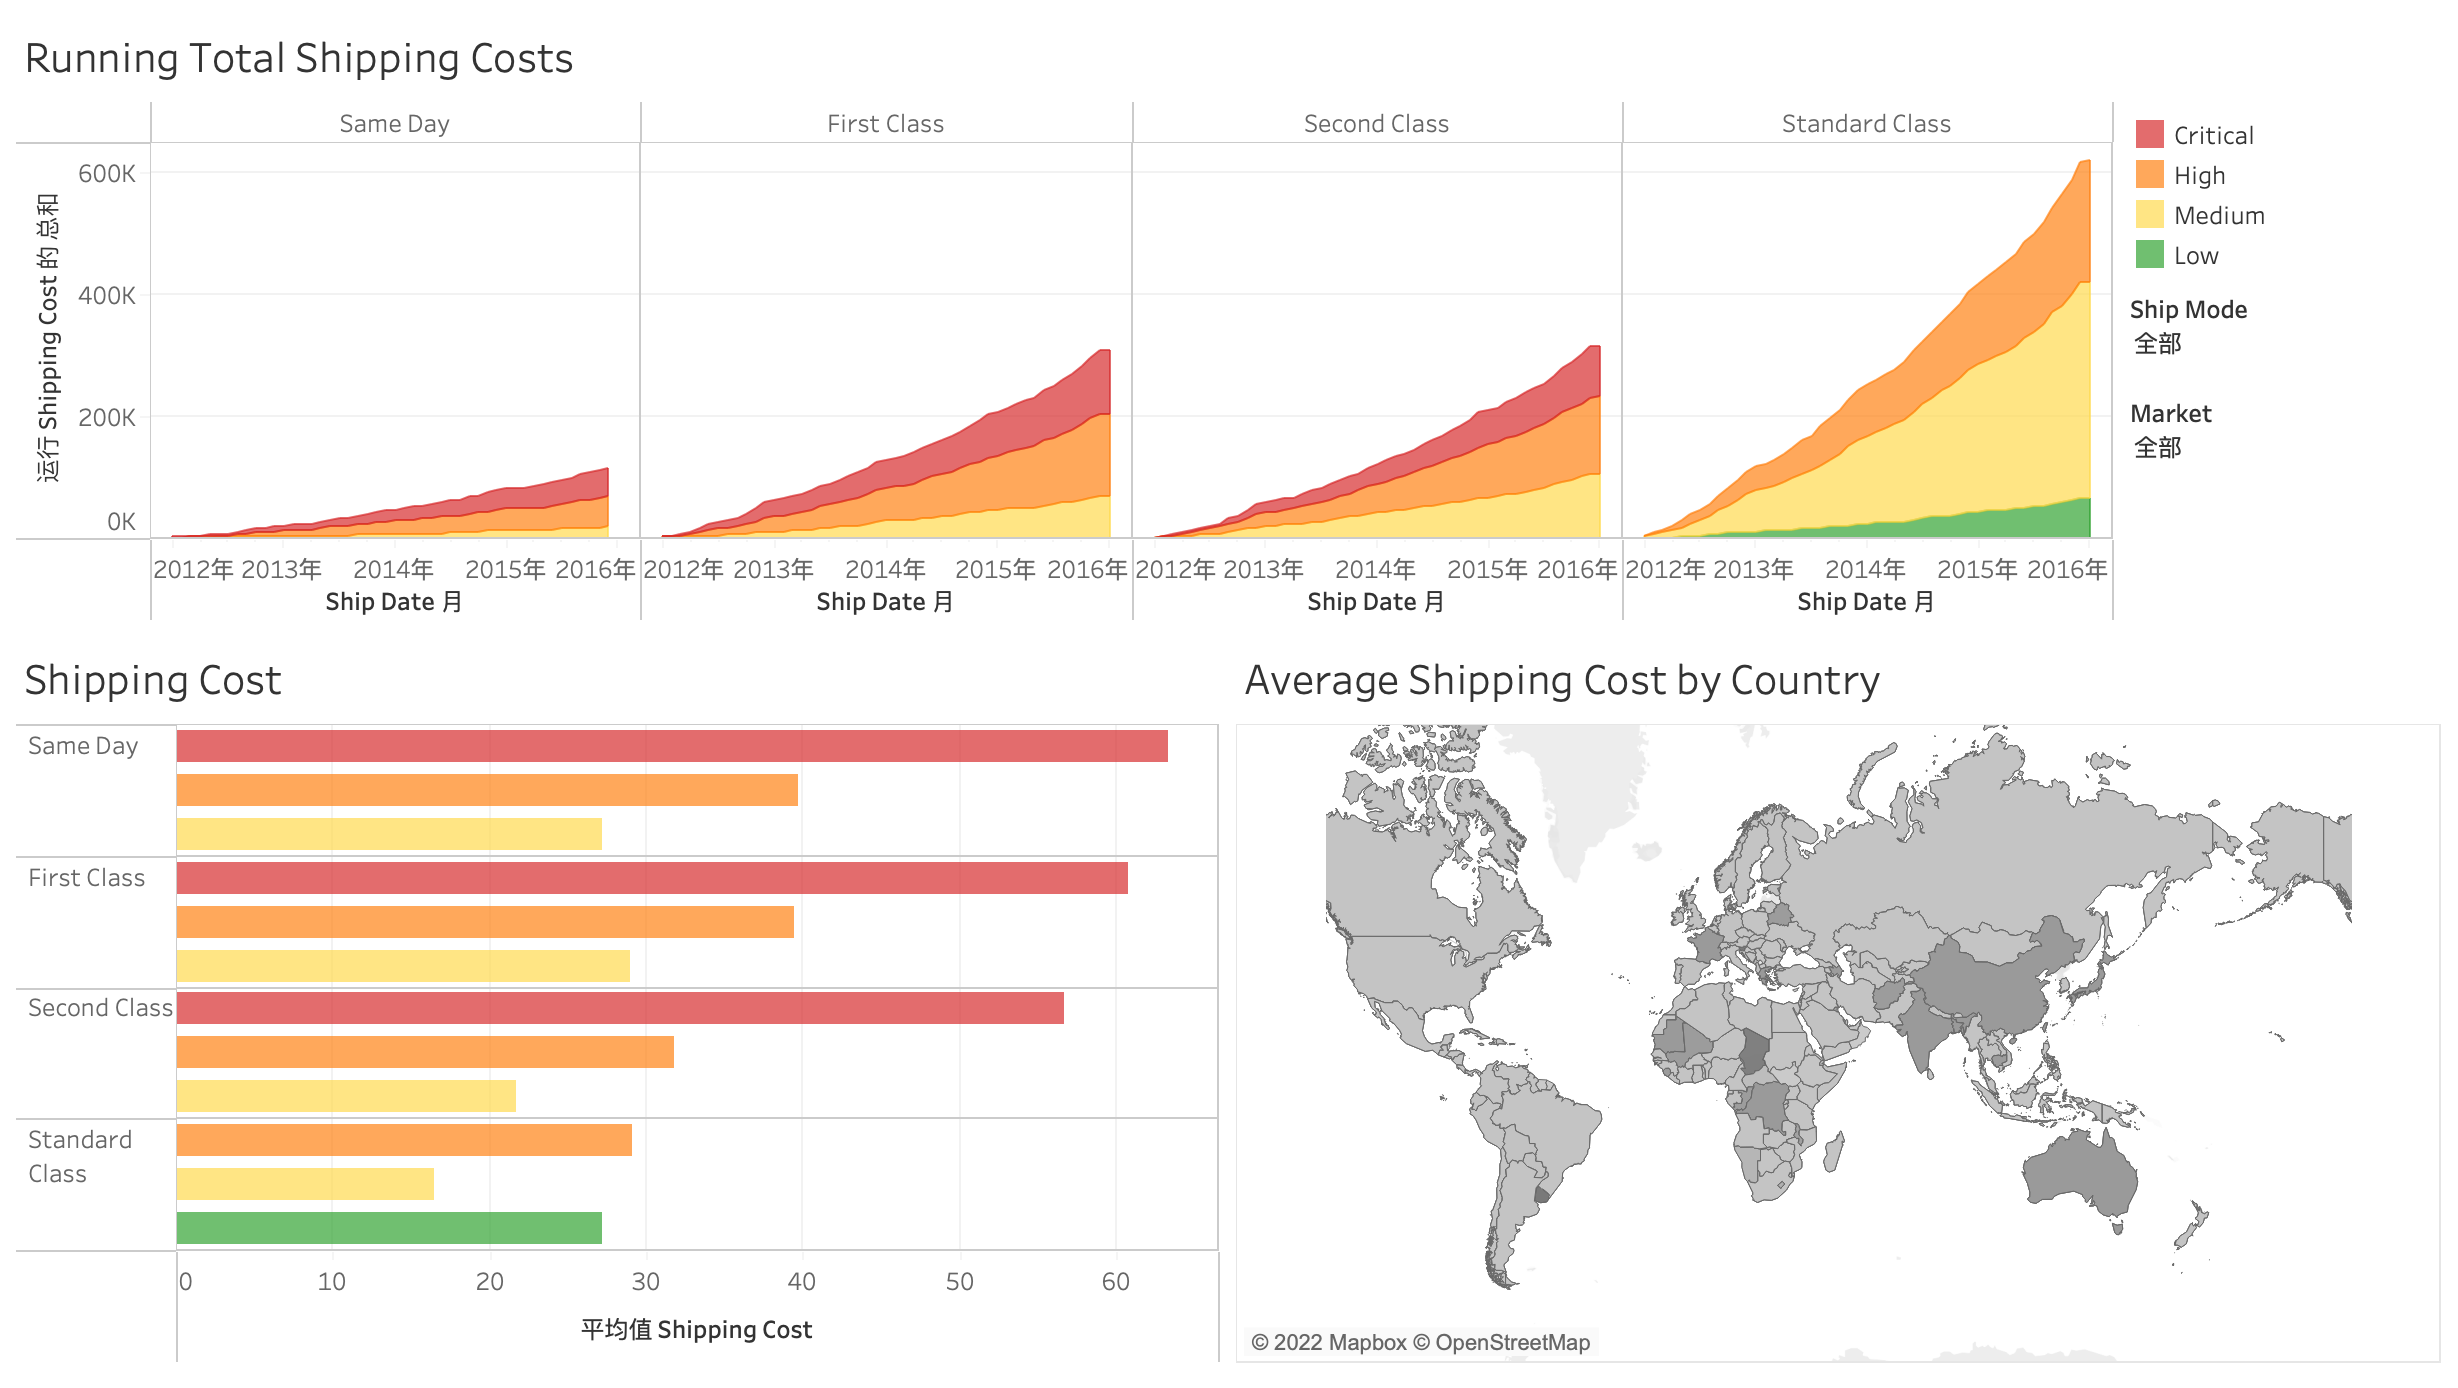 Running Total Shipping Costs
Same Day
First Class
Second Class
Standard Class
运行 Shipping Cost 的 总和
600K
400K
200K
0K
2012年 2013年 2014年 2015年 2016年
2012年 2013年 2014年 2015年 2016年
2012年 2013年 2014年 2015年 2016年
2012年 2013年 2014年 2015年 2016年
Ship Date 月
Ship Date 月
Ship Date 月
Ship Date 月
Critical
High
Medium
Low
Ship Mode
全部
Market
全部
Shipping Cost
Same Day
First Class
Second Class
Standard
Class
0 10 20 30 40 50 60
平均值 Shipping Cost
Average Shipping Cost by Country
© 2022 Mapbox © OpenStreetMap